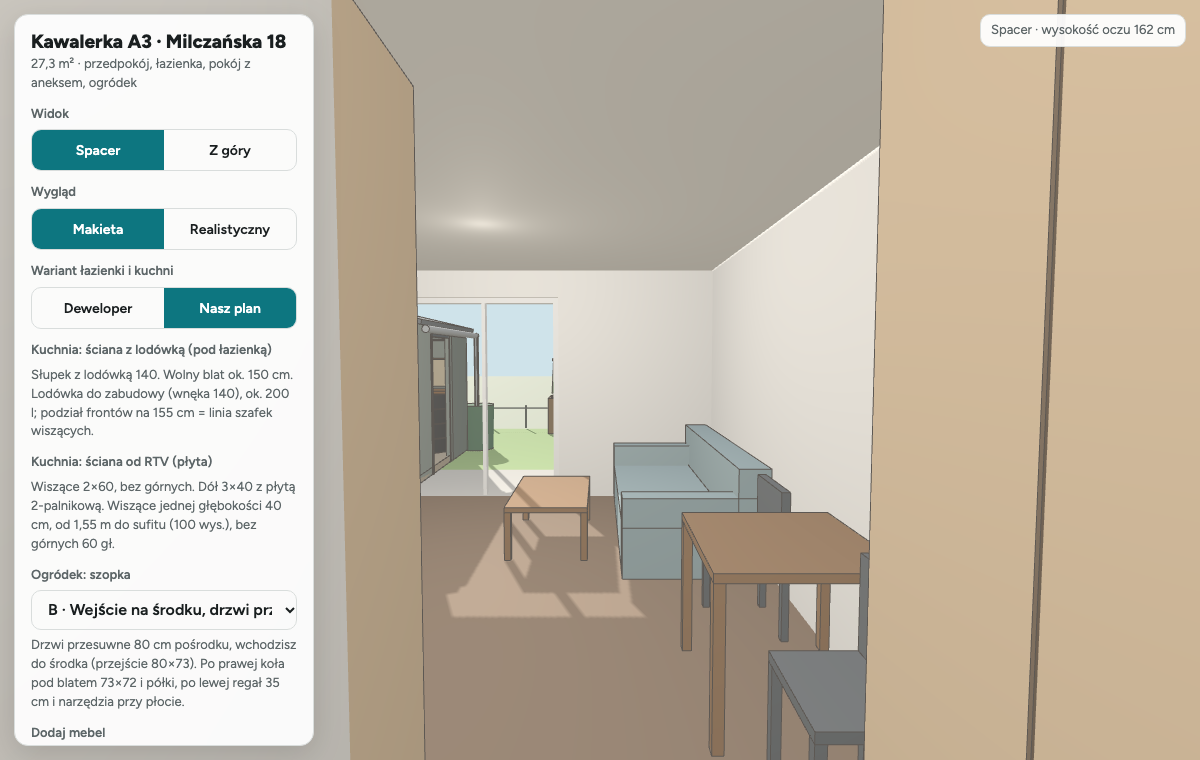 Kawalerka A3 · Milczańska 18
27,3 m² · przedpokój, łazienka, pokój z
aneksem, ogródek
Widok
Spacer
Z góry
Wygląd
Makieta
Realistyczny
Wariant łazienki i kuchni
Deweloper
Nasz plan
Kuchnia: ściana z lodówką (pod łazienką)
Słupek z lodówką 140. Wolny blat ok. 150 cm.
Lodówka do zabudowy (wnęka 140), ok. 200
l; podział frontów na 155 cm = linia szafek
wiszących.
Kuchnia: ściana od RTV (płyta)
Wiszące 2×60, bez górnych. Dół 3×40 z płytą
2-palnikową. Wiszące jednej głębokości 40
cm, od 1,55 m do sufitu (100 wys.), bez
górnych 60 gł.
Ogródek: szopka
B · Wejście na środku, drzwi prz
Drzwi przesuwne 80 cm pośrodku, wchodzisz
do środka (przejście 80×73). Po prawej koła
pod blatem 73×72 i półki, po lewej regał 35
cm i narzędzia przy płocie.
Dodaj mebel
Spacer · wysokość oczu 162 cm